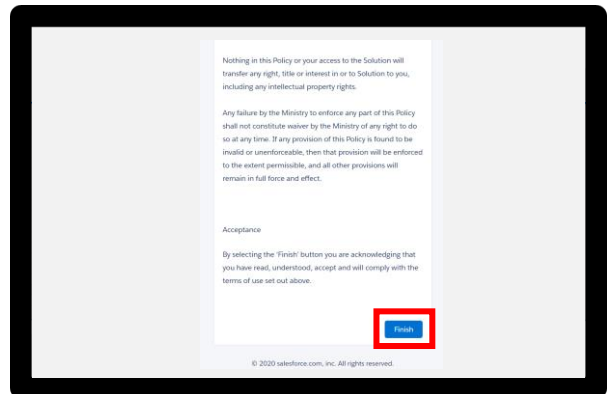 Nothing in this Policy or your access to the Solution will
transfer any right, title or interest in or to Solution to you,
including any intellectual property rights.
Any failure by the Ministry to enforce any part of this Policy
shall not constitute waiver by the Ministry of any right to do
so at any time. If any provision of this Policy is found to be
invalid or unenforceable, then that provision will be enforced
to the extent permissible, and all other provisions will
remain in full force and effect.
Acceptance
By selecting the 'Finish' button you are acknowledging that
you have read, understood, accept and will comply with the
terms of use set out above.
Finish
© 2020 salesforce.com, inc. All rights reserved.